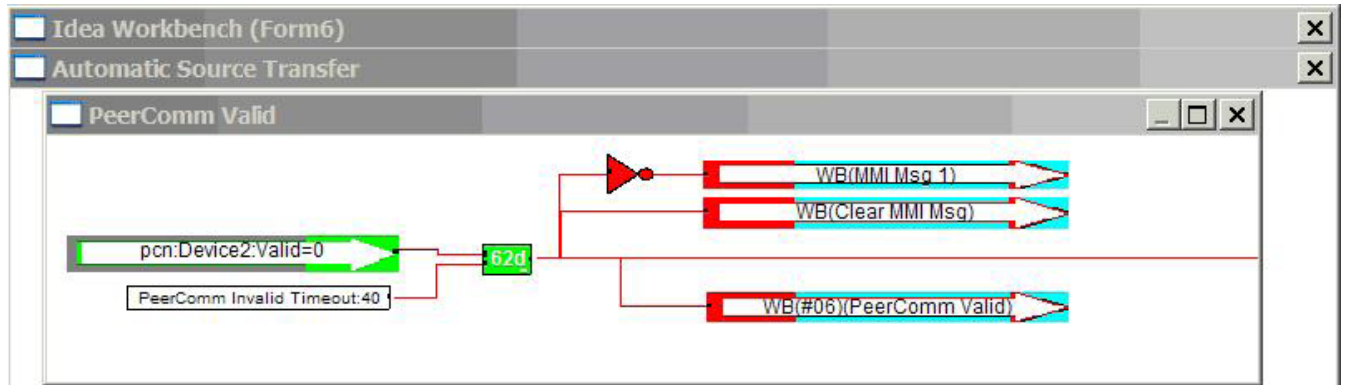 Idea Workbench (Form6)
Automatic Source Transfer
PeerComm Valid
WB(MMI Msg 1)
WB(Clear MMI Msg)
pcn:Device2:Valid=0
62d
PeerComm Invalid Timeout:40
WB(#06)(PeerComm Valid)